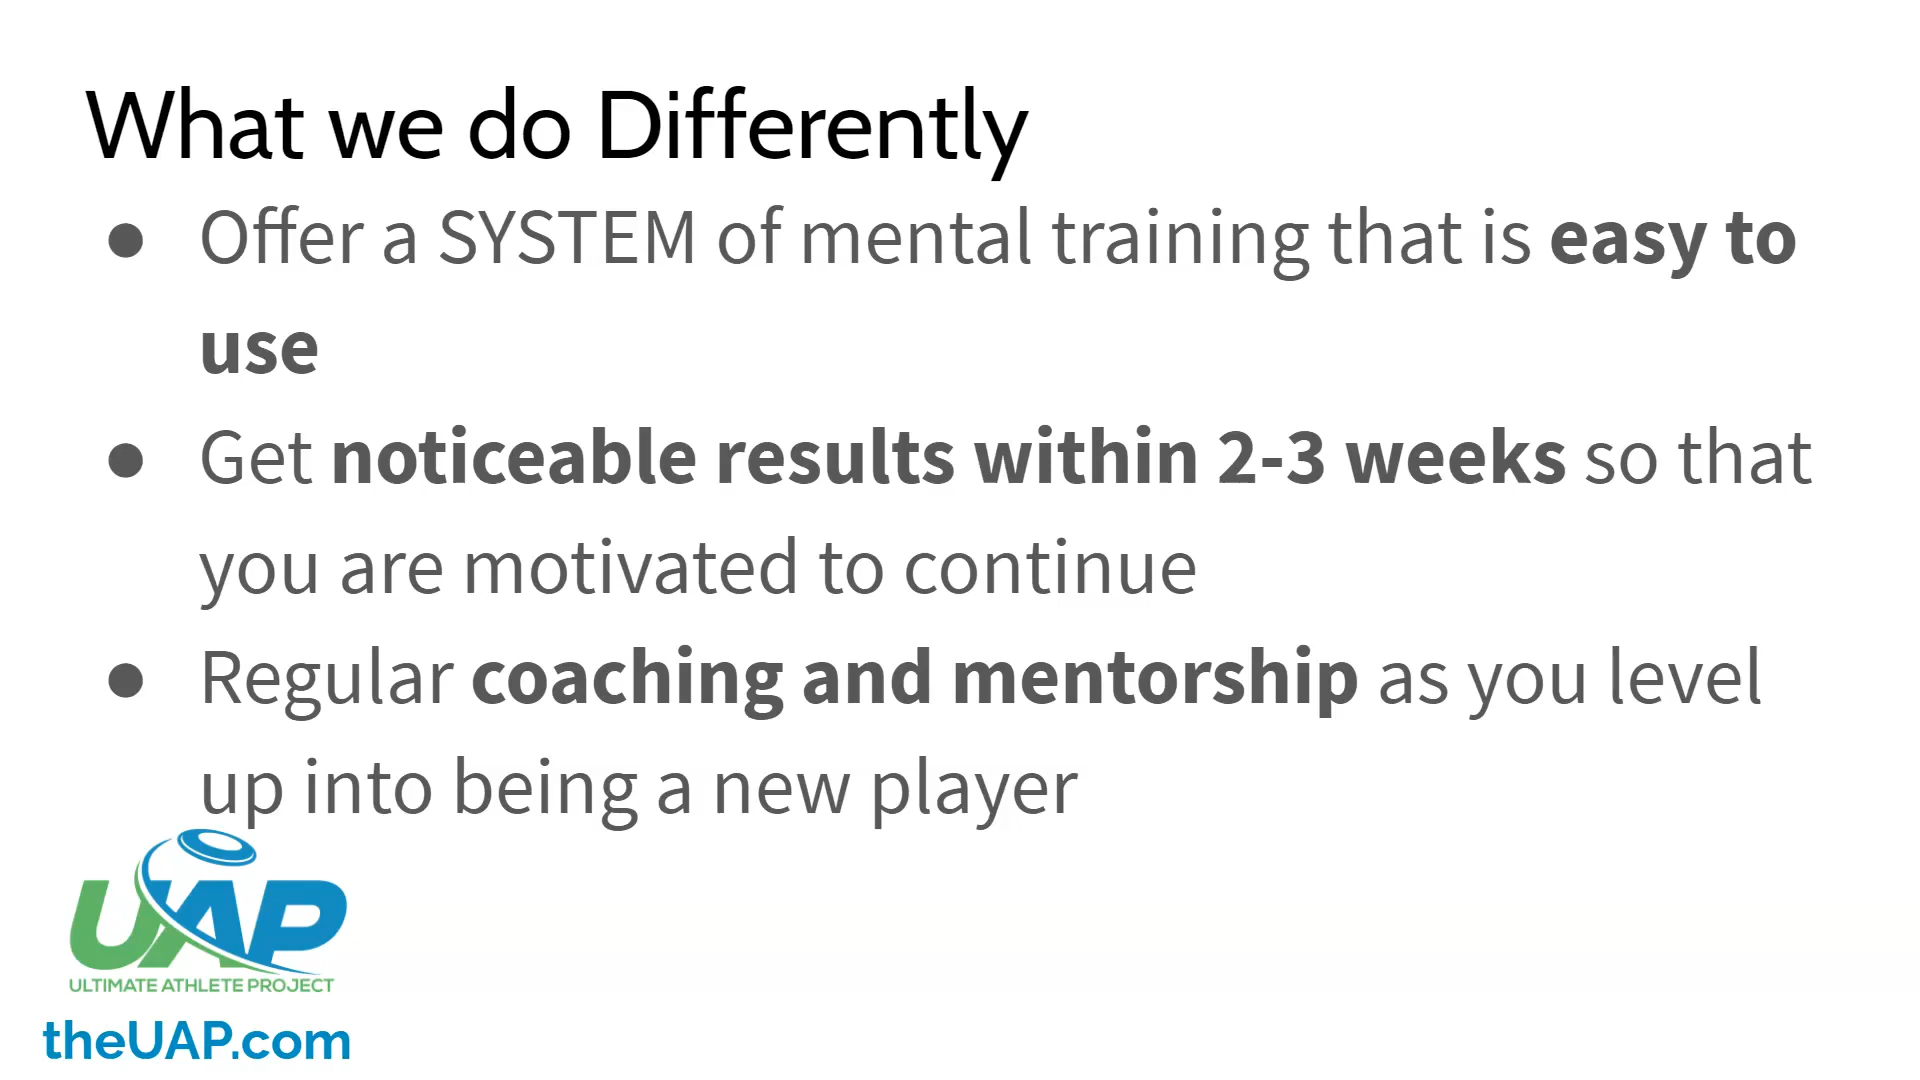 What we do Differently
● Offer a SYSTEM of mental training that is easy to
use
● Get noticeable results within 2-3 weeks so that
you are motivated to continue
● Regular coaching and mentorship as you level
up into being a new player
UAP
ULTIMATE ATHLETE PROJECT
theUAP.com